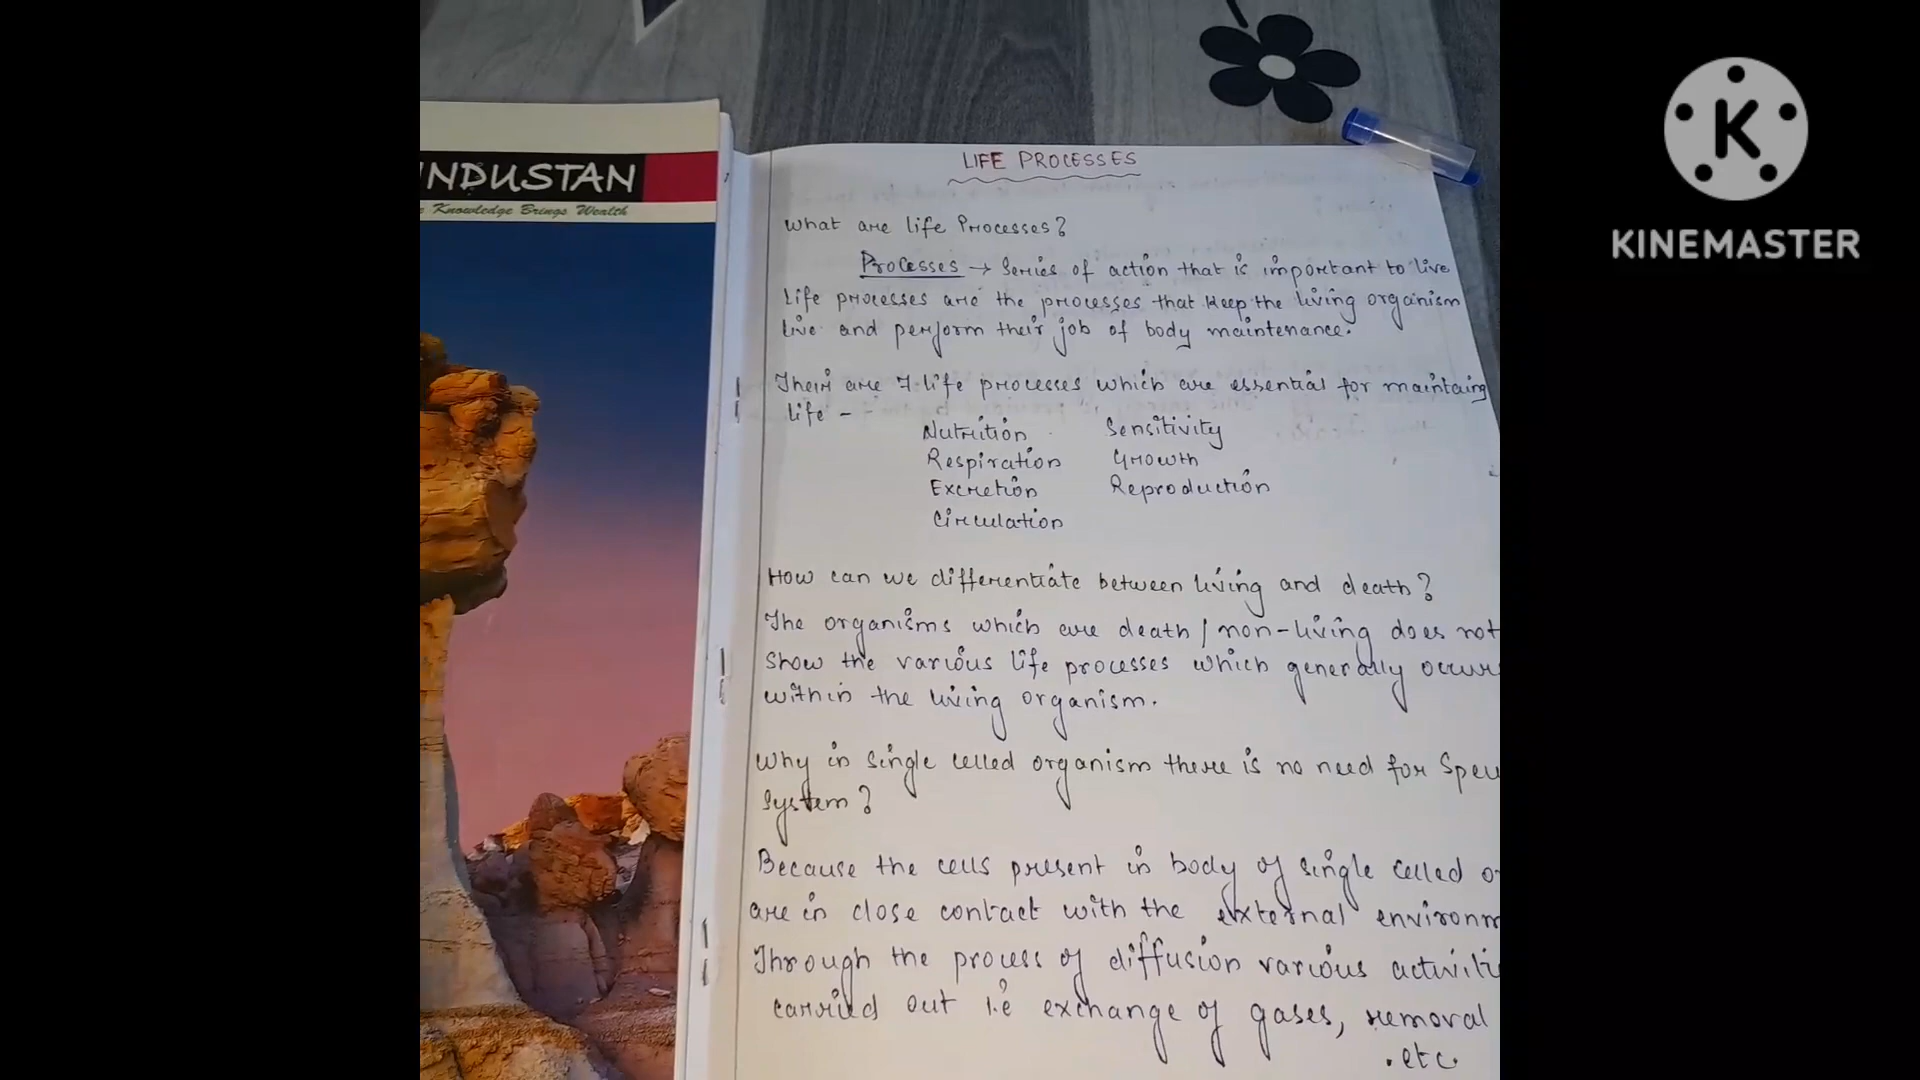 INDUSTAN
Knowledge Brings Wealth
K
KINEMASTER
LIFE PROCESSES
What are life Processes?
Processes → Series of action that is important to live
Life processes are the processes that keep the living organism
live and perform their job of body maintenance.
Their are 7 life processes which are essential for maintaing
life -
Nutrition Sensitivity
Respiration Growth
Excretion Reproduction
Circulation
How can we differentiate between living and death?
The organisms which are death / non-living does not
show the various life processes which generally occurs
within the living organism.
Why in single celled organism there is no need for Spec
System?
Because the cells present in body of single celled o
are in close contact with the external environm
Through the process of diffusion various activiti
carried out i.e exchange of gases, removal
.etc.